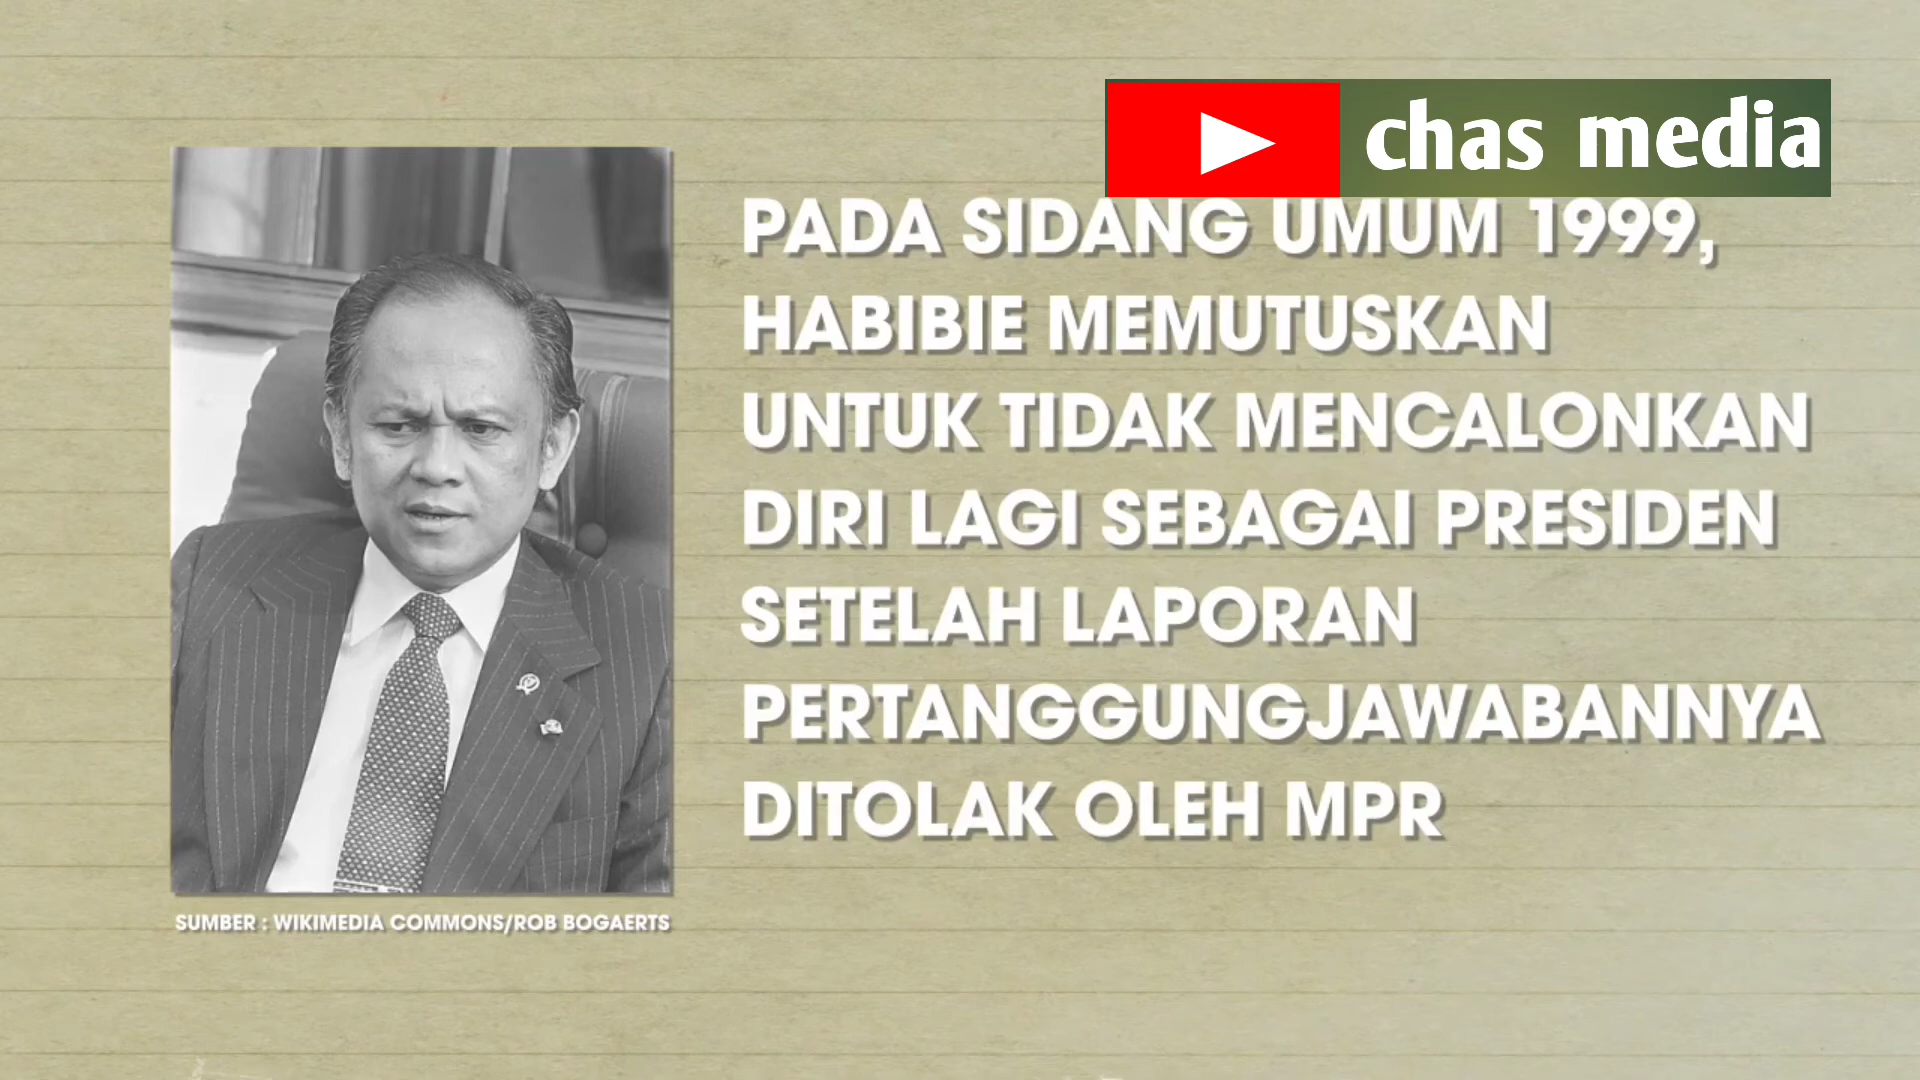 chas media
PADA SIDANG UMUM 1999,
HABIBIE MEMUTUSKAN
UNTUK TIDAK MENCALONKAN
DIRI LAGI SEBAGAI PRESIDEN
SETELAH LAPORAN
PERTANGGUNGJAWABANNYA
DITOLAK OLEH MPR
SUMBER : WIKIMEDIA COMMONS/ROB BOGAERTS